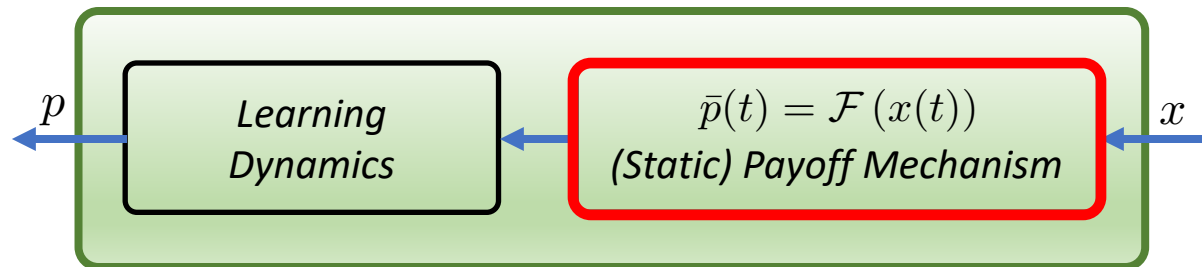 p
Learning
Dynamics
p̄(t) = ℱ (x(t))
(Static) Payoff Mechanism
x